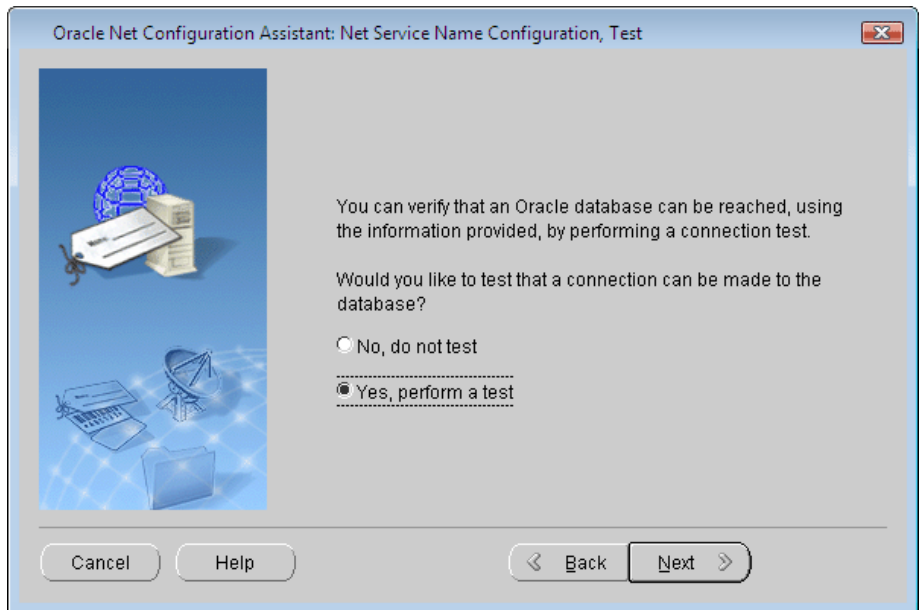 Oracle Net Configuration Assistant: Net Service Name Configuration, Test
You can verify that an Oracle database can be reached, using
the information provided, by performing a connection test.
Would you like to test that a connection can be made to the
database?
No, do not test
Yes, perform a test
Cancel
Help
Back
Next